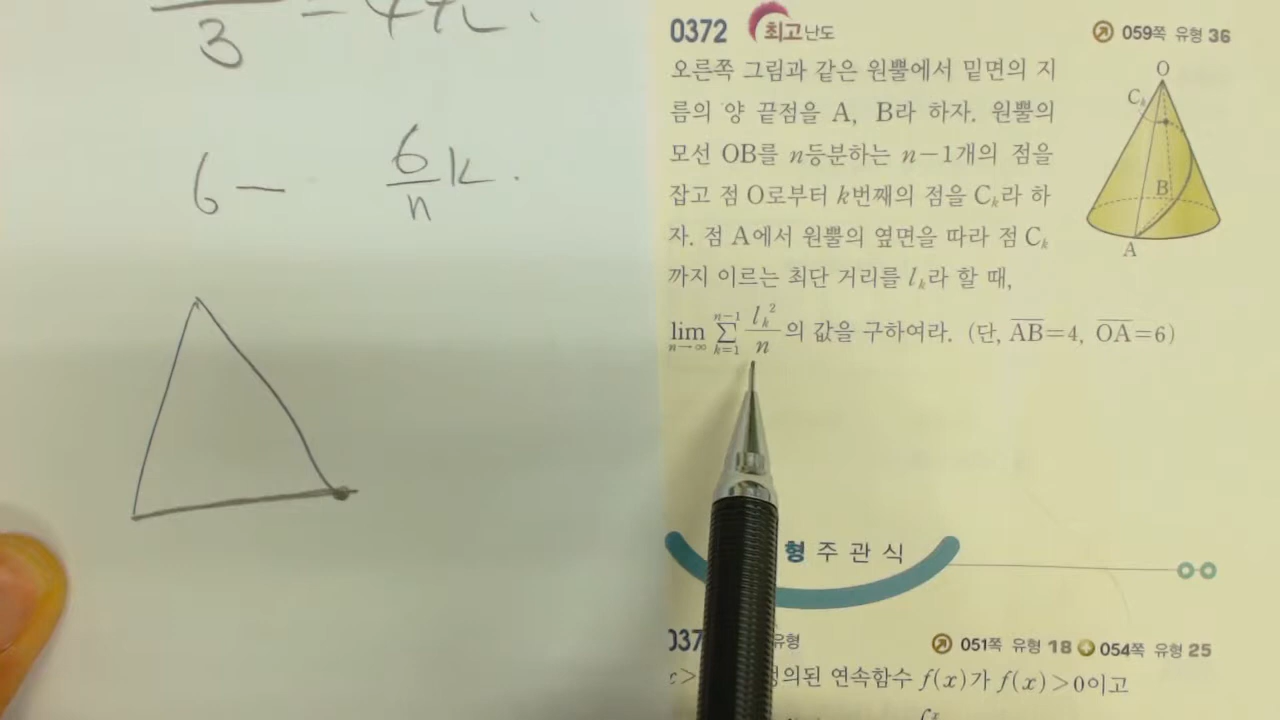 3 = 4π.
6 - 6/n k.
0372 최고난도
059쪽 유형 36
오른쪽 그림과 같은 원뿔에서 밑면의 지
름의 양 끝점을 A, B라 하자. 원뿔의
모선 OB를 n등분하는 n-1개의 점을
잡고 점 O로부터 k번째의 점을 Cₖ라 하
자. 점 A에서 원뿔의 옆면을 따라 점 Cₖ
까지 이르는 최단 거리를 lₖ라 할 때,
lim n→∞ Σ k=1 n-1 lₖ²/n 의 값을 구하여라. (단, AB=4, OA=6)
O
Cₖ
B
A
형 주 관 식
037 유형
051쪽 유형 18 054쪽 유형 25
의된 연속함수 f(x)가 f(x)>0이고